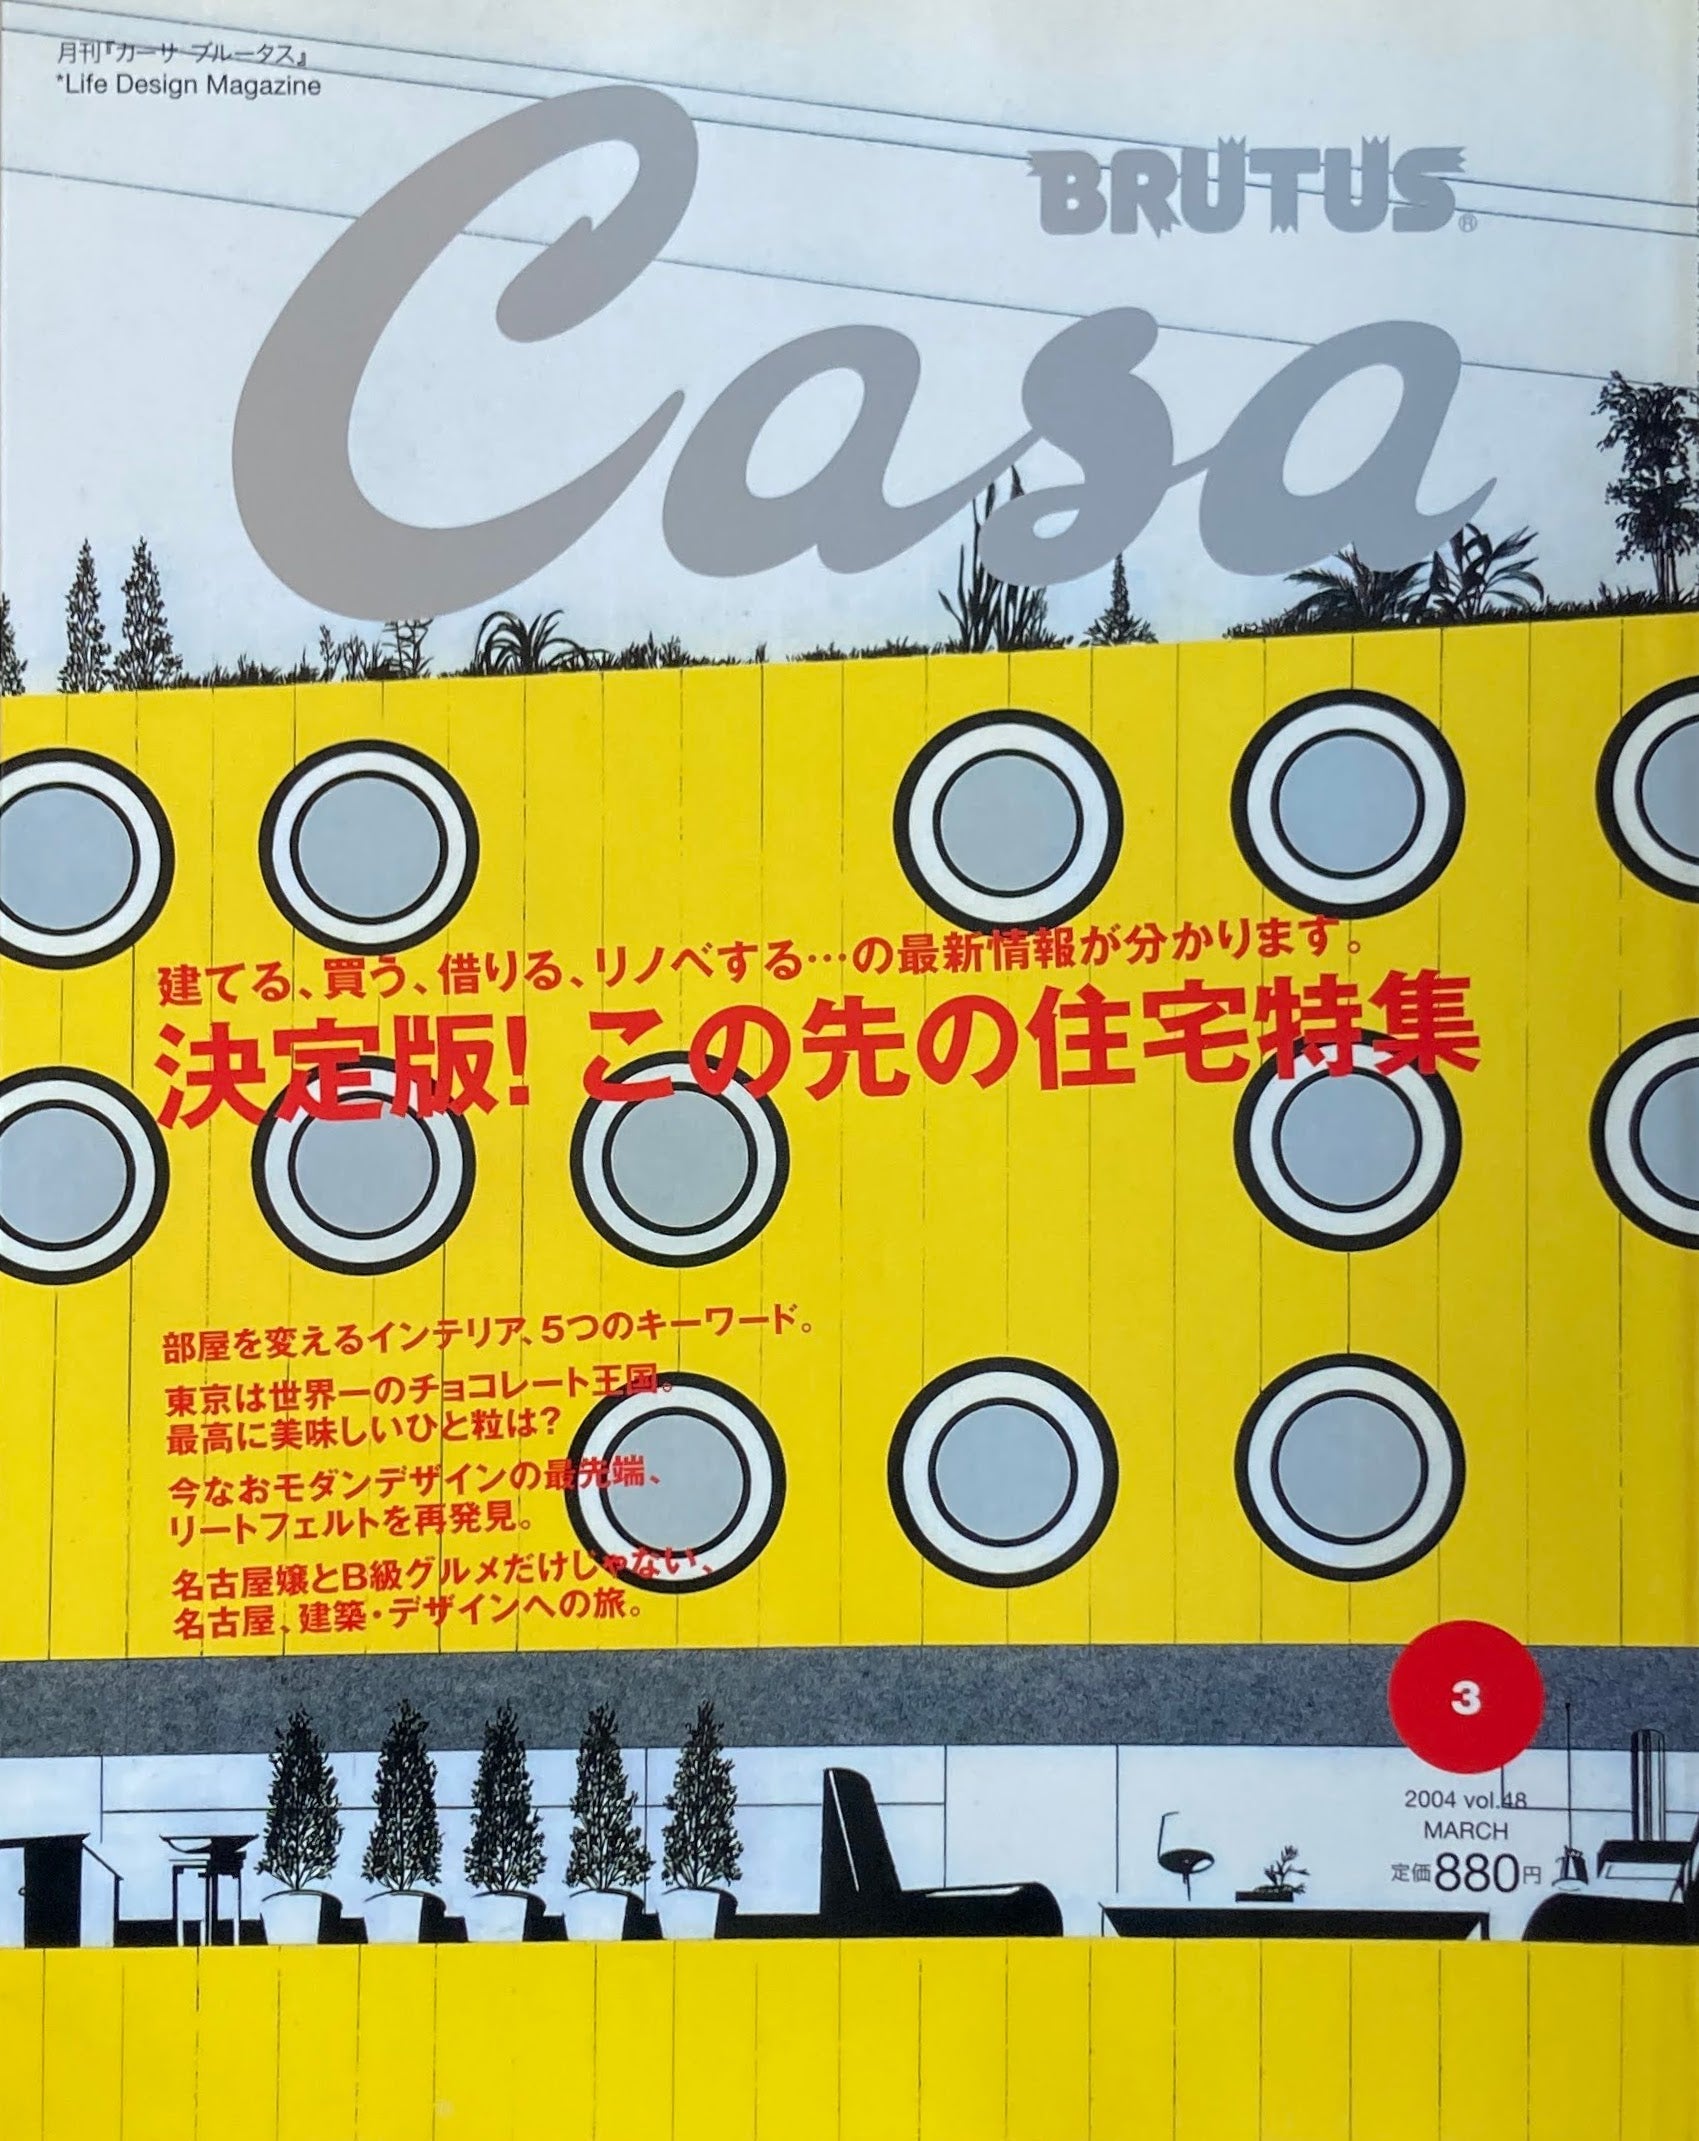 月刊『カーサ ブルータス』
*Life Design Magazine
BRUTUS®
Casa
建てる、買う、借りる、リノベする…の最新情報が分かります。
決定版! この先の住宅特集
部屋を変えるインテリア、5つのキーワード。
東京は世界一のチョコレート王国。
最高に美味しいひと粒は?
今なおモダンデザインの最先端、
リートフェルトを再発見。
名古屋嬢とB級グルメだけじゃない、
名古屋、建築・デザインへの旅。
3
2004 vol.48
MARCH
定価880円